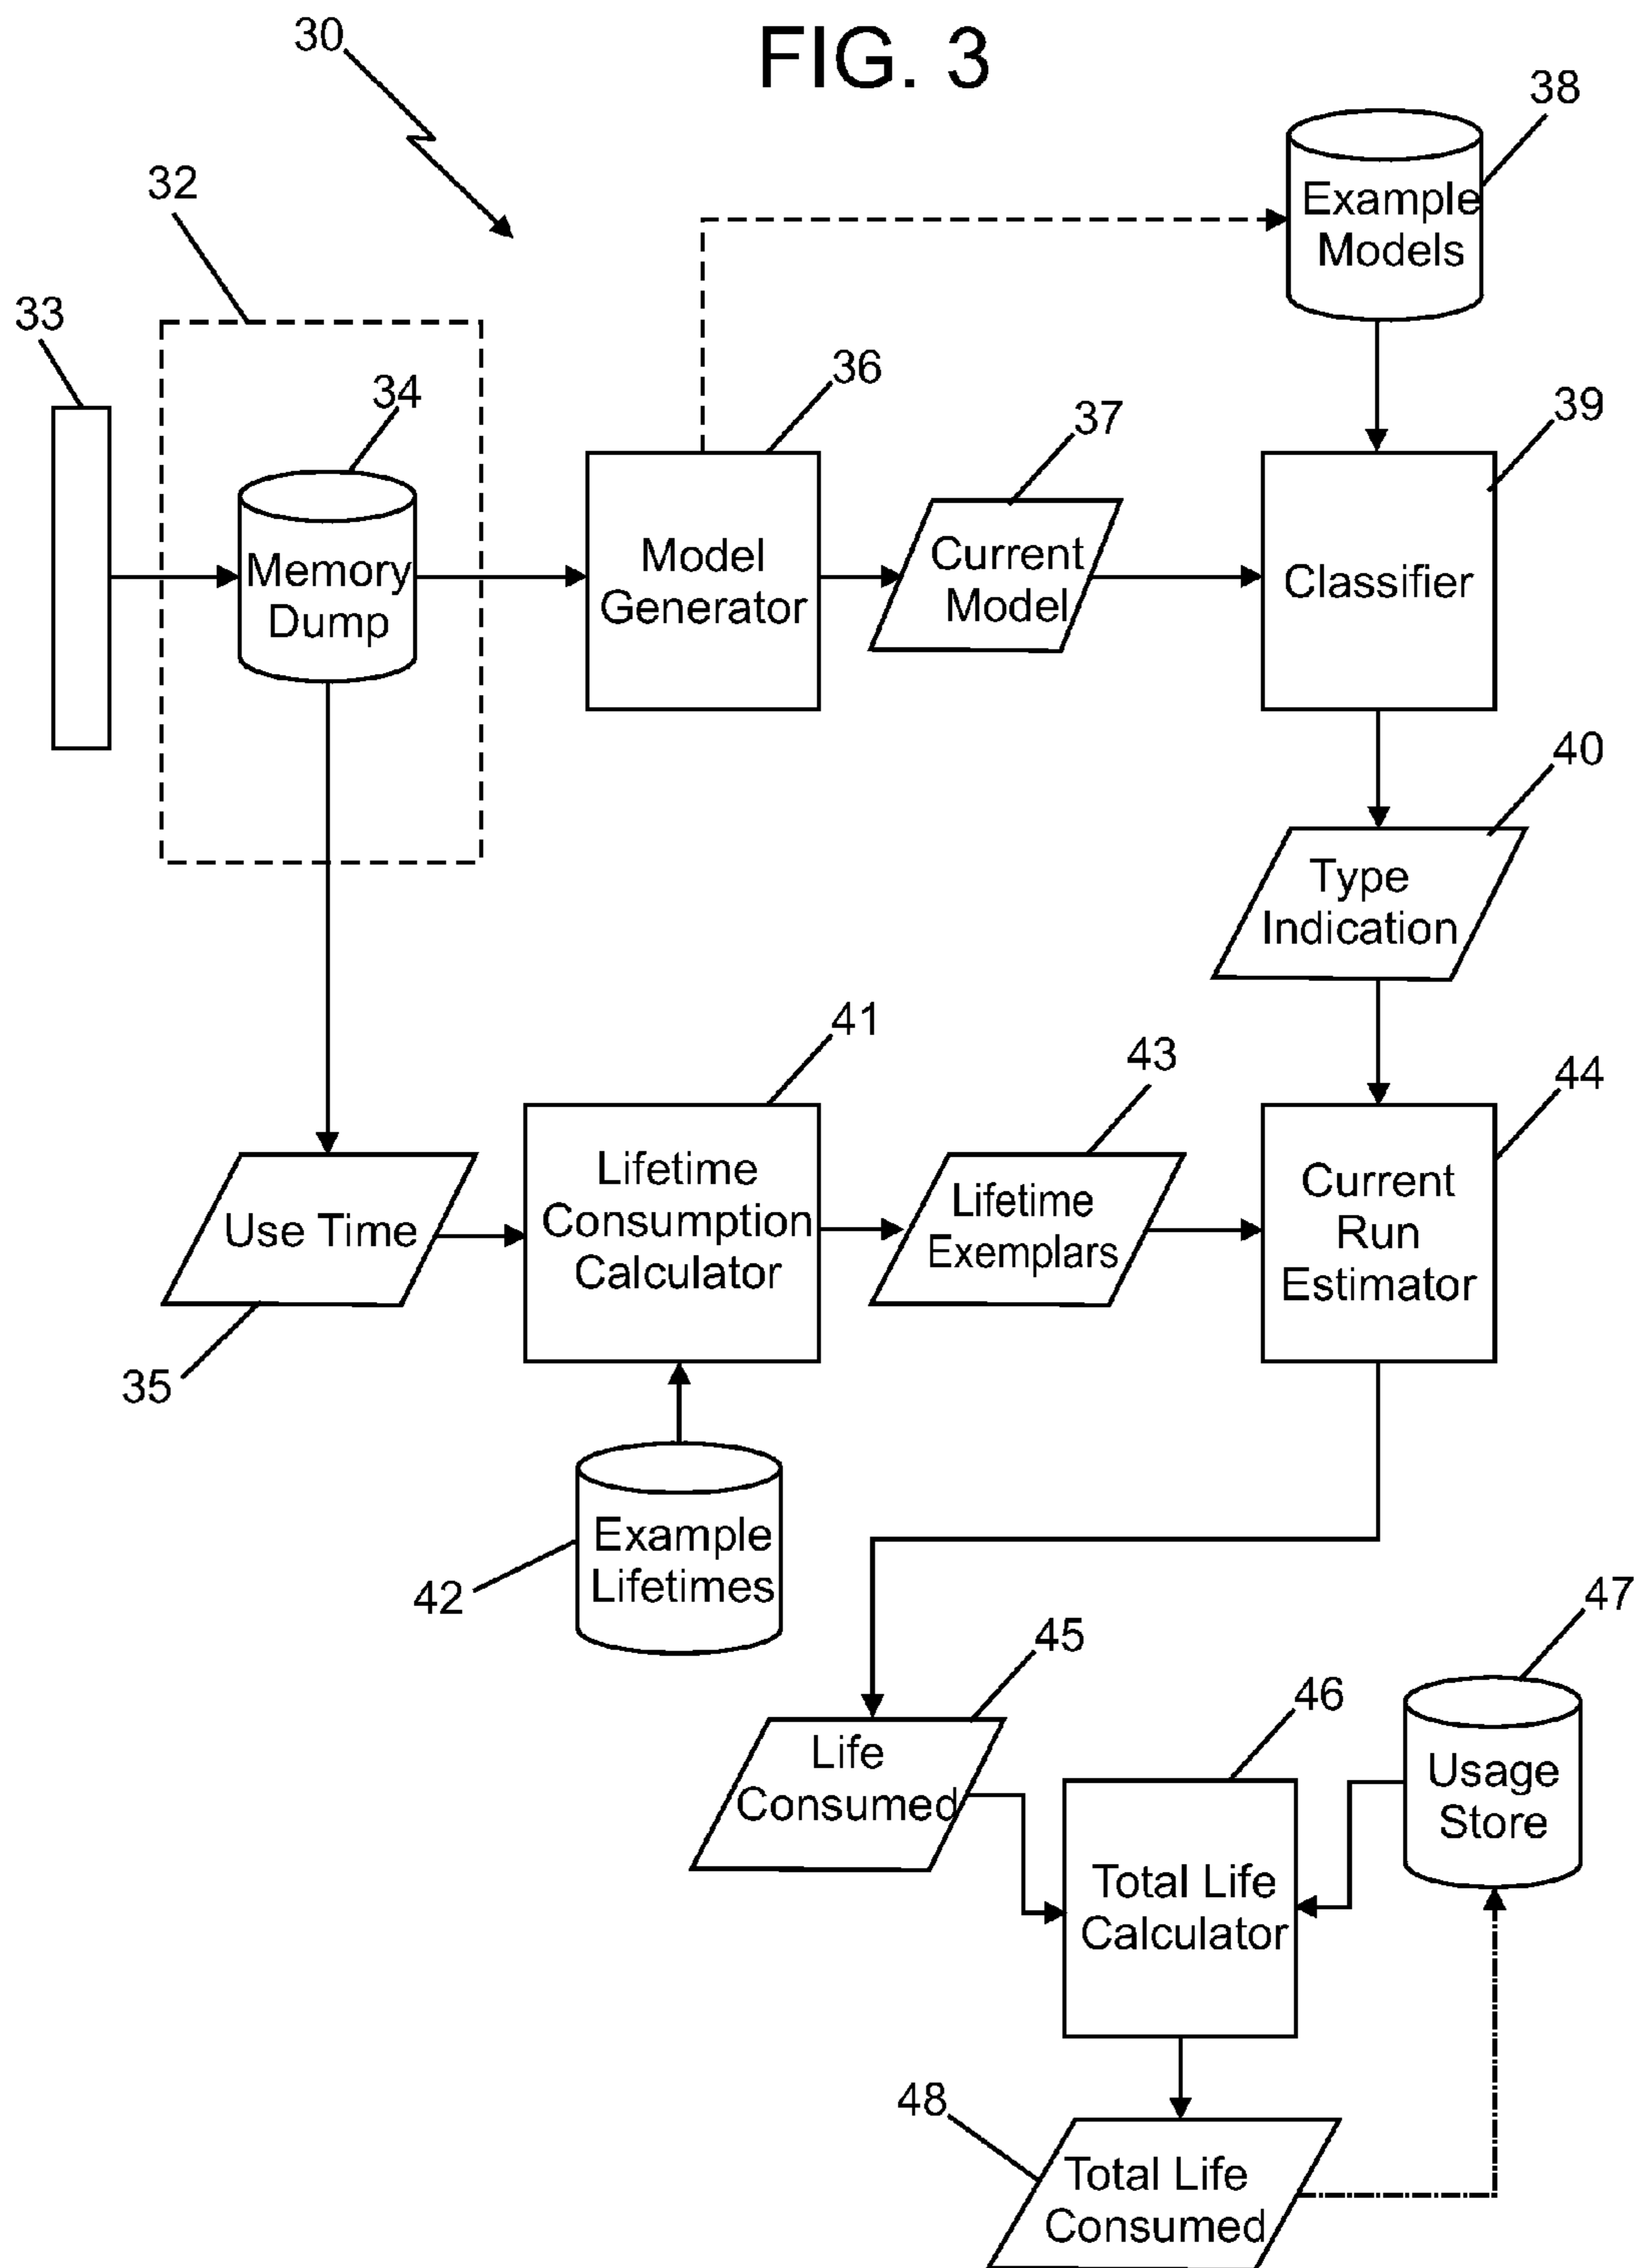 FIG. 3
30
38
Example
Models
32
33
34
36
37
39
Memory
Dump
Model
Generator
Current
Model
Classifier
40
Type
Indication
41
43
44
Use Time
Lifetime
Consumption
Calculator
Lifetime
Exemplars
Current
Run
Estimator
35
42
Example
Lifetimes
45
46
47
Life
Consumed
Usage
Store
Total Life
Calculator
48
Total Life
Consumed